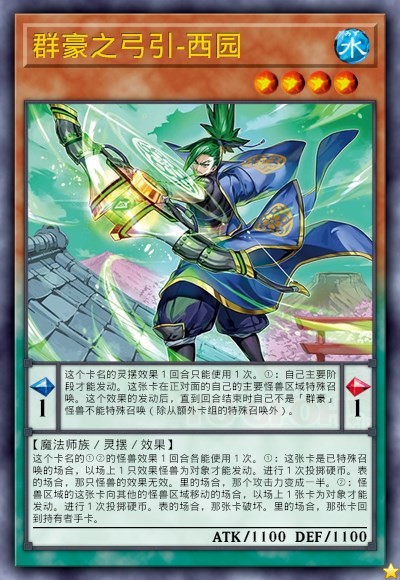 群豪之弓引-西园
水
这个卡名的灵摆效果1回合只能使用1次。①：自己主要阶
段才能发动。这张卡在正对面的自己的主要怪兽区域特殊召
唤。这个效果的发动后，直到回合结束时自己不是「群豪」
怪兽不能特殊召唤（除从额外卡组的特殊召唤外）。
1
1
【魔法师族／灵摆／效果】
这个卡名的①②的怪兽效果1回合各能使用1次。①：这张卡是已特殊召
唤的场合，以场上1只效果怪兽为对象才能发动。进行1次投掷硬币。表
的场合，那只怪兽的效果无效。里的场合，那个攻击力变成一半。②：怪
兽区域的这张卡向其他的怪兽区域移动的场合，以场上1张卡为对象才能
发动。进行1次投掷硬币。表的场合，那张卡破坏。里的场合，那张卡回
到持有者手卡。
ATK/1100 DEF/1100